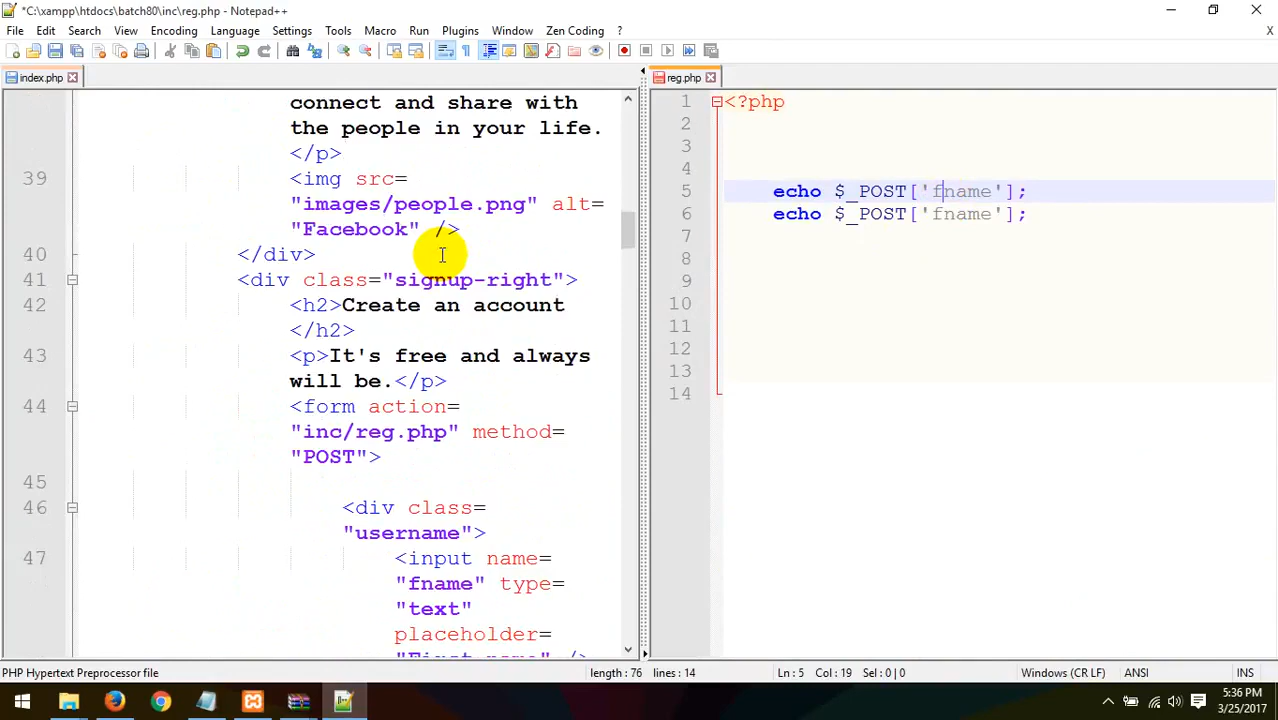 *C:\xampp\htdocs\batch80\inc\reg.php - Notepad++
File Edit Search View Encoding Language Settings Tools Macro Run Plugins Window Zen Coding ? X
index.php
connect and share with
the people in your life.
</p>
39 <img src=
"images/people.png" alt=
"Facebook" />
40 </div>
41 <div class="signup-right">
42 <h2>Create an account
</h2>
43 <p>It's free and always
will be.</p>
44 <form action=
"inc/reg.php" method=
"POST">
45
46 <div class=
"username">
47 <input name=
"fname" type=
"text"
placeholder=
"First name" />
reg.php
1 <?php
2
3
4
5 echo $_POST['fname'];
6 echo $_POST['fname'];
7
8
9
10
11
12
13
14
PHP Hypertext Preprocessor file length : 76 lines : 14 Ln : 5 Col : 19 Sel : 0 | 0 Windows (CR LF) ANSI INS
5:36 PM
3/25/2017